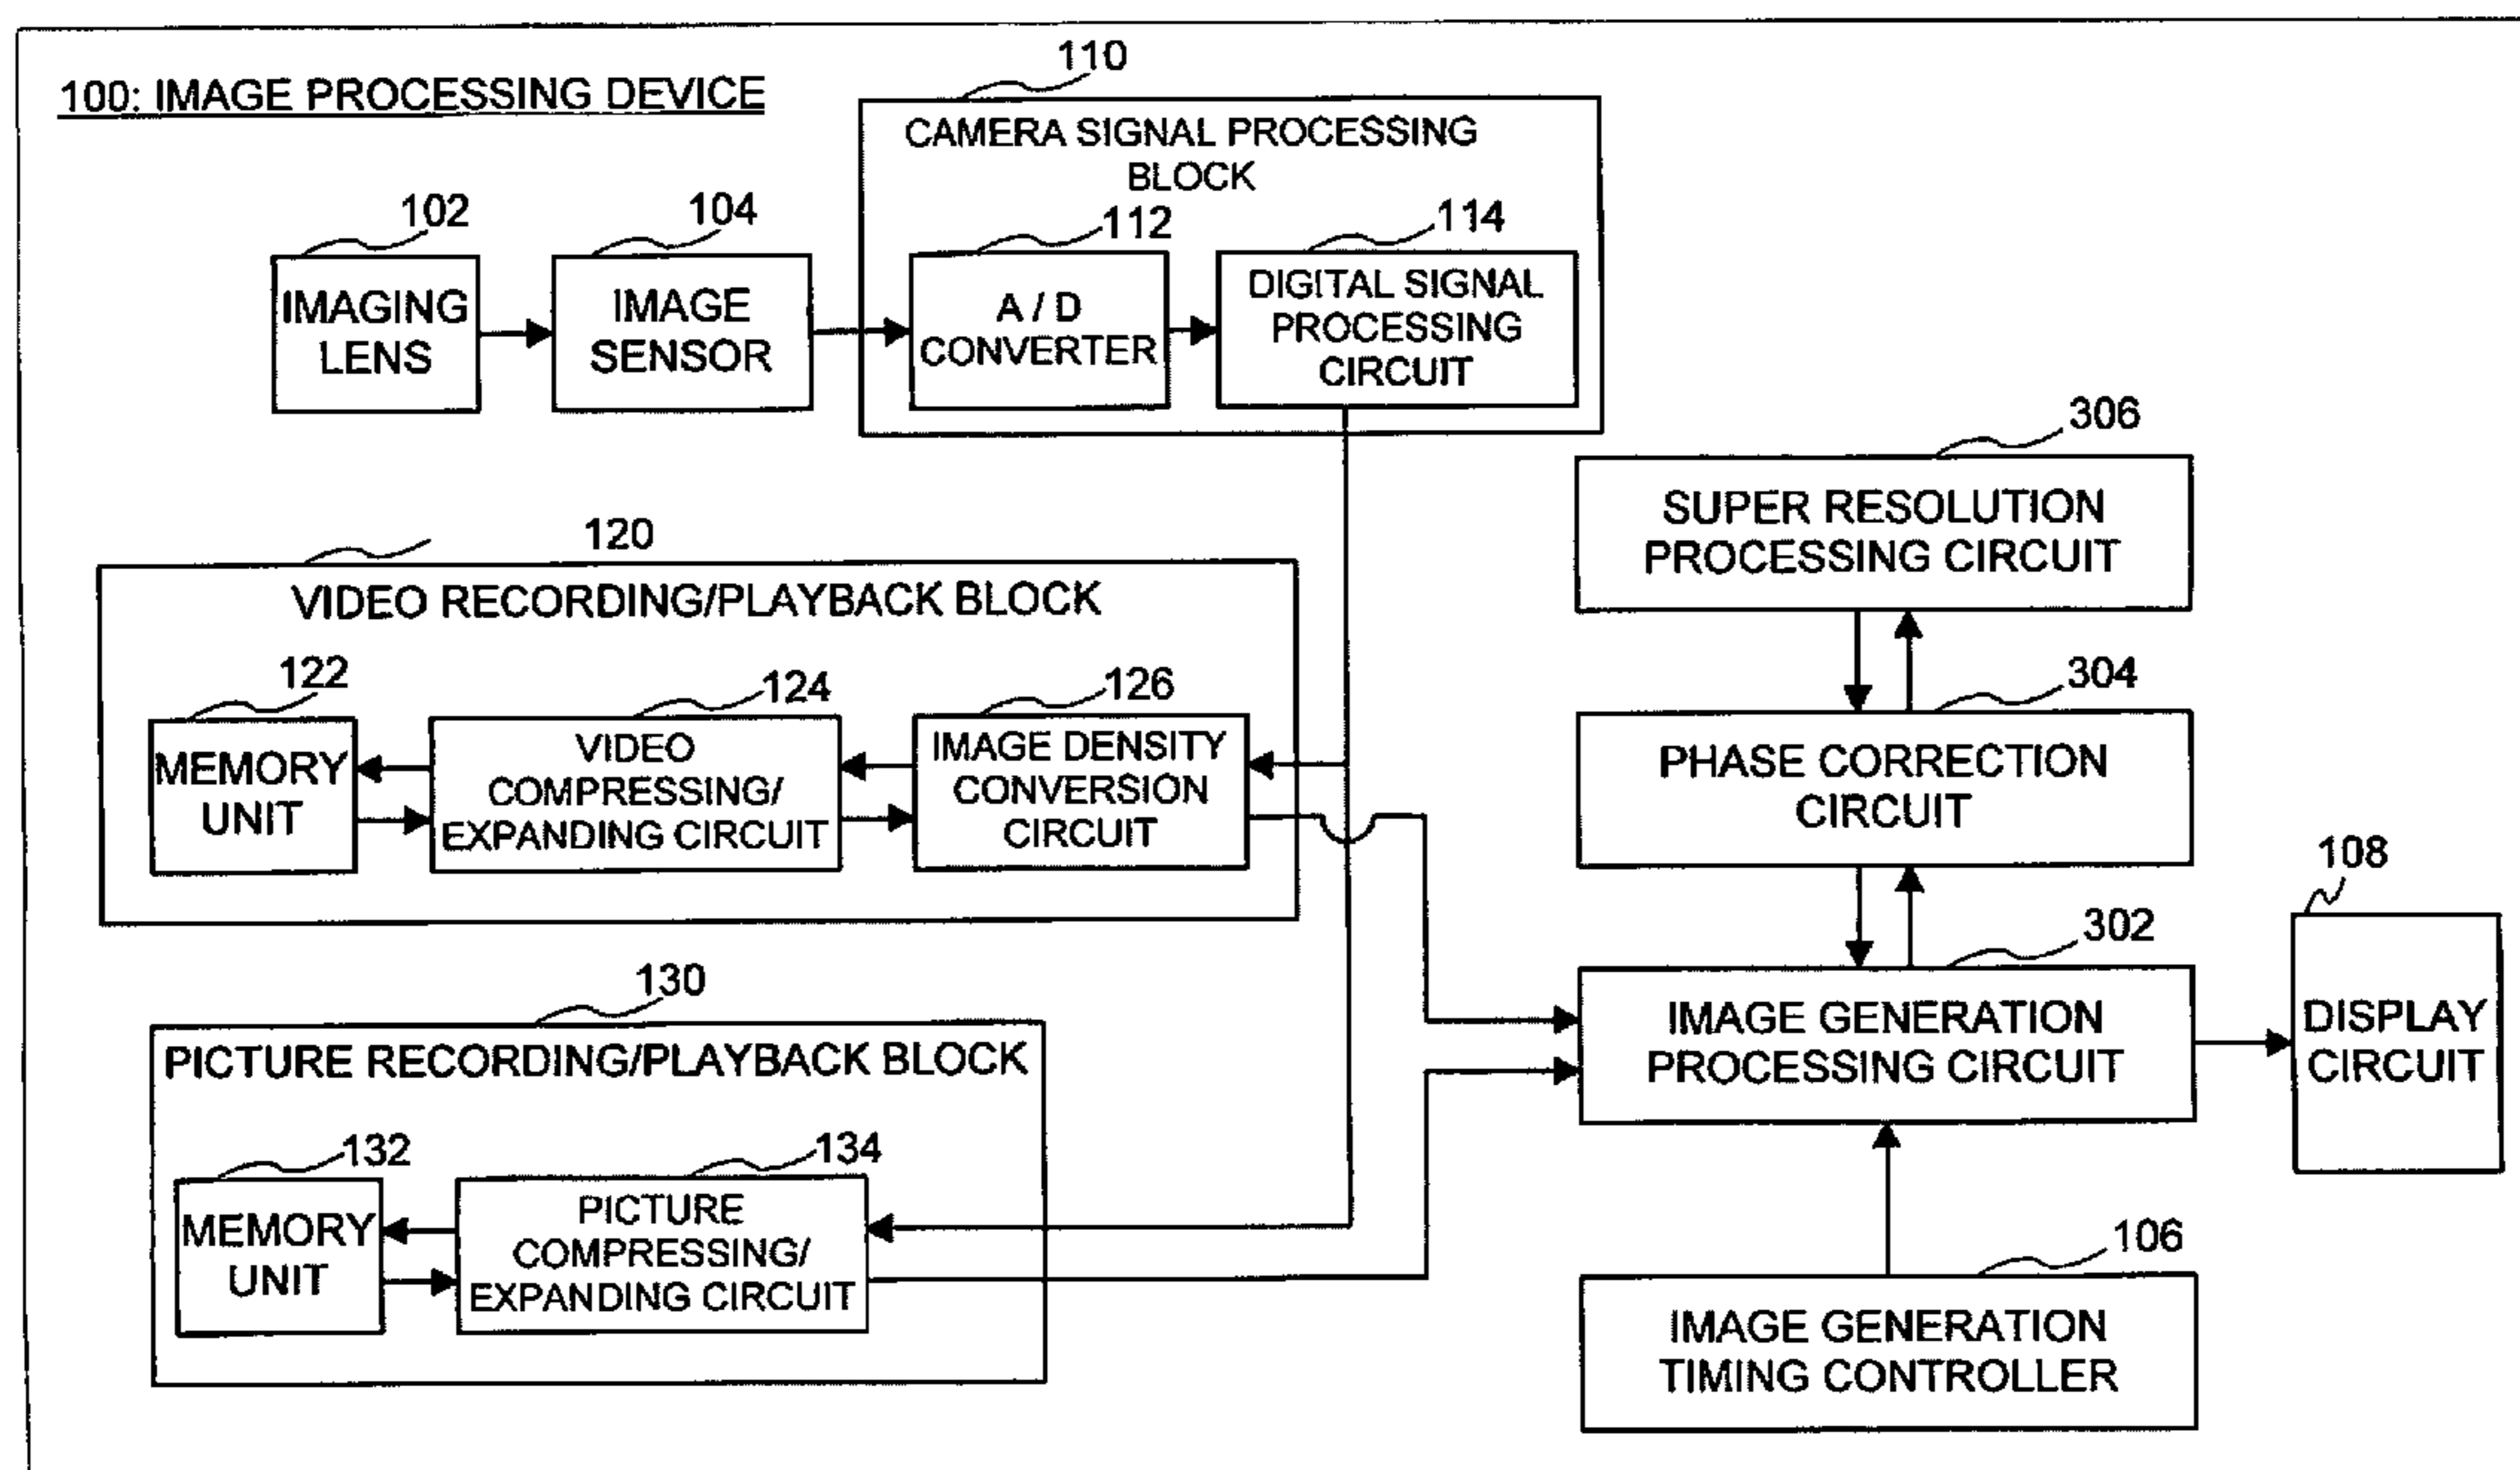 100: IMAGE PROCESSING DEVICE
110
CAMERA SIGNAL PROCESSING
BLOCK
102
IMAGING
LENS
104
IMAGE
SENSOR
112
A / D
CONVERTER
114
DIGITAL SIGNAL
PROCESSING
CIRCUIT
306
SUPER RESOLUTION
PROCESSING CIRCUIT
120
VIDEO RECORDING/PLAYBACK BLOCK
122
MEMORY
UNIT
124
VIDEO
COMPRESSING/
EXPANDING CIRCUIT
126
IMAGE DENSITY
CONVERSION
CIRCUIT
304
PHASE CORRECTION
CIRCUIT
108
DISPLAY
CIRCUIT
302
IMAGE GENERATION
PROCESSING CIRCUIT
130
PICTURE RECORDING/PLAYBACK BLOCK
132
MEMORY
UNIT
134
PICTURE
COMPRESSING/
EXPANDING CIRCUIT
106
IMAGE GENERATION
TIMING CONTROLLER